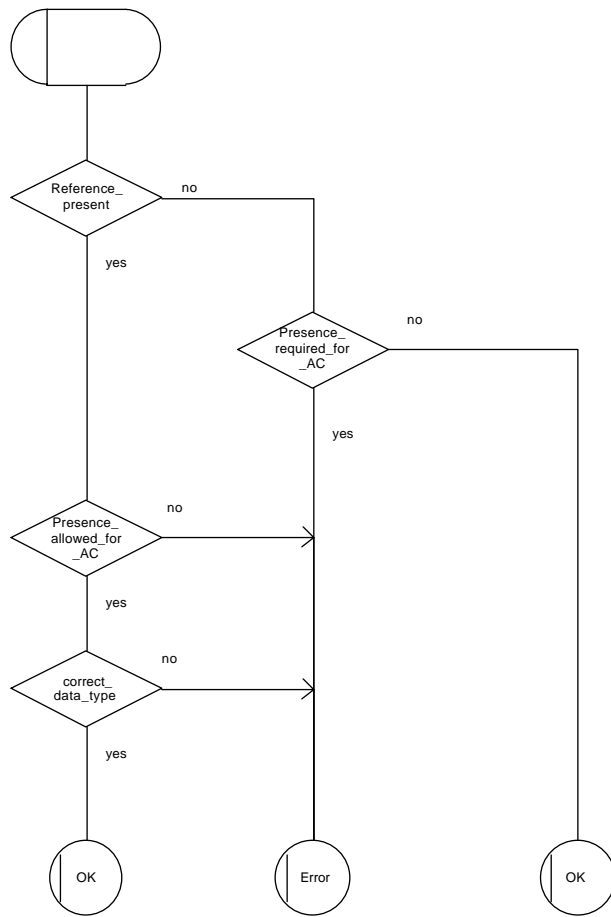 Reference_
present
no
yes
Presence_
required_for
_AC
no
yes
Presence_
allowed_for
_AC
no
yes
correct_
data_type
no
yes
OK
Error
OK